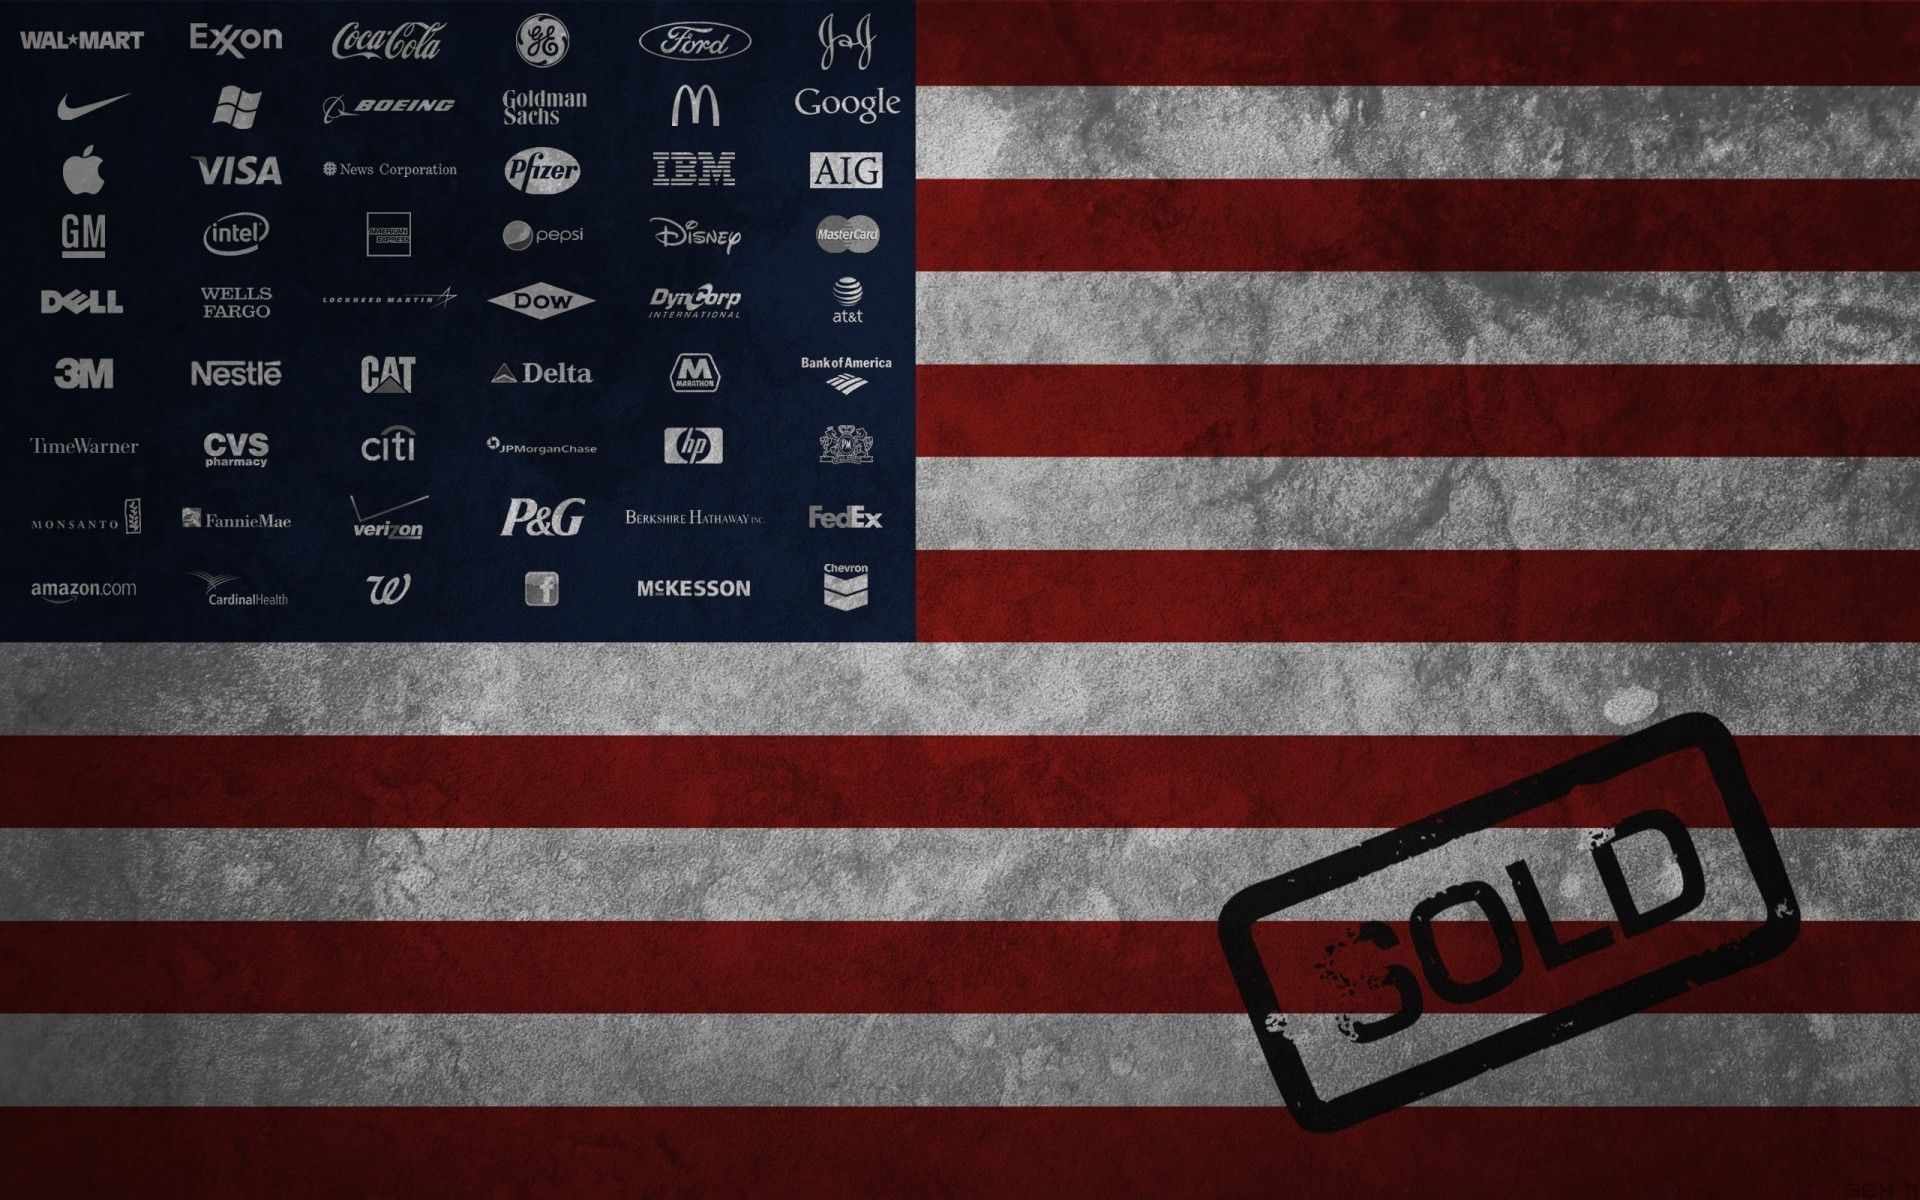 WAL★MART Exxon Coca-Cola GE Ford J&J
BOEING Goldman Sachs M Google
VISA News Corporation Pfizer IBM AIG
GM intel AMERICAN EXPRESS pepsi DISNEY MasterCard
DELL WELLS FARGO LOCKHEED MARTIN DOW DynCorp INTERNATIONAL at&t
3M Nestlé CAT Delta M MARATHON Bank of America
TimeWarner CVS pharmacy citi JPMorganChase hp PM
MONSANTO FannieMae verizon P&G BERKSHIRE HATHAWAY INC. FedEx
amazon.com CardinalHealth W f MCKESSON Chevron
SOLD